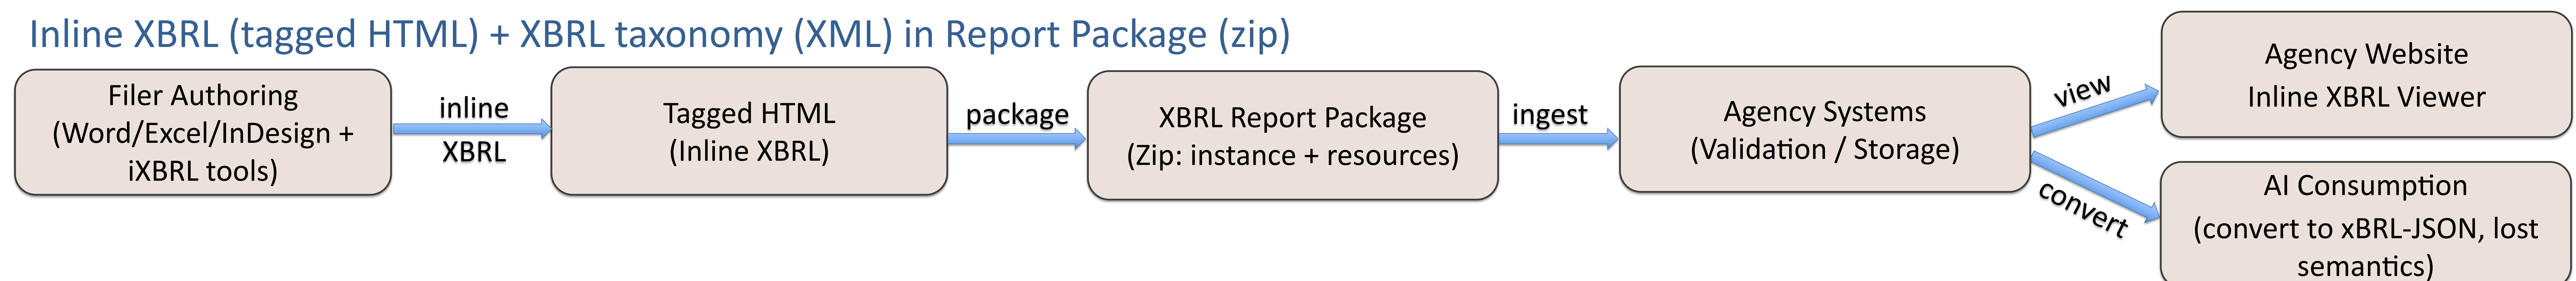 Inline XBRL (tagged HTML) + XBRL taxonomy (XML) in Report Package (zip)
Filer Authoring
(Word/Excel/InDesign +
iXBRL tools)
inline
XBRL
Tagged HTML
(Inline XBRL)
package
XBRL Report Package
(Zip: instance + resources)
ingest
Agency Systems
(Validation / Storage)
view
Agency Website
Inline XBRL Viewer
convert
AI Consumption
(convert to xBRL-JSON, lost
semantics)